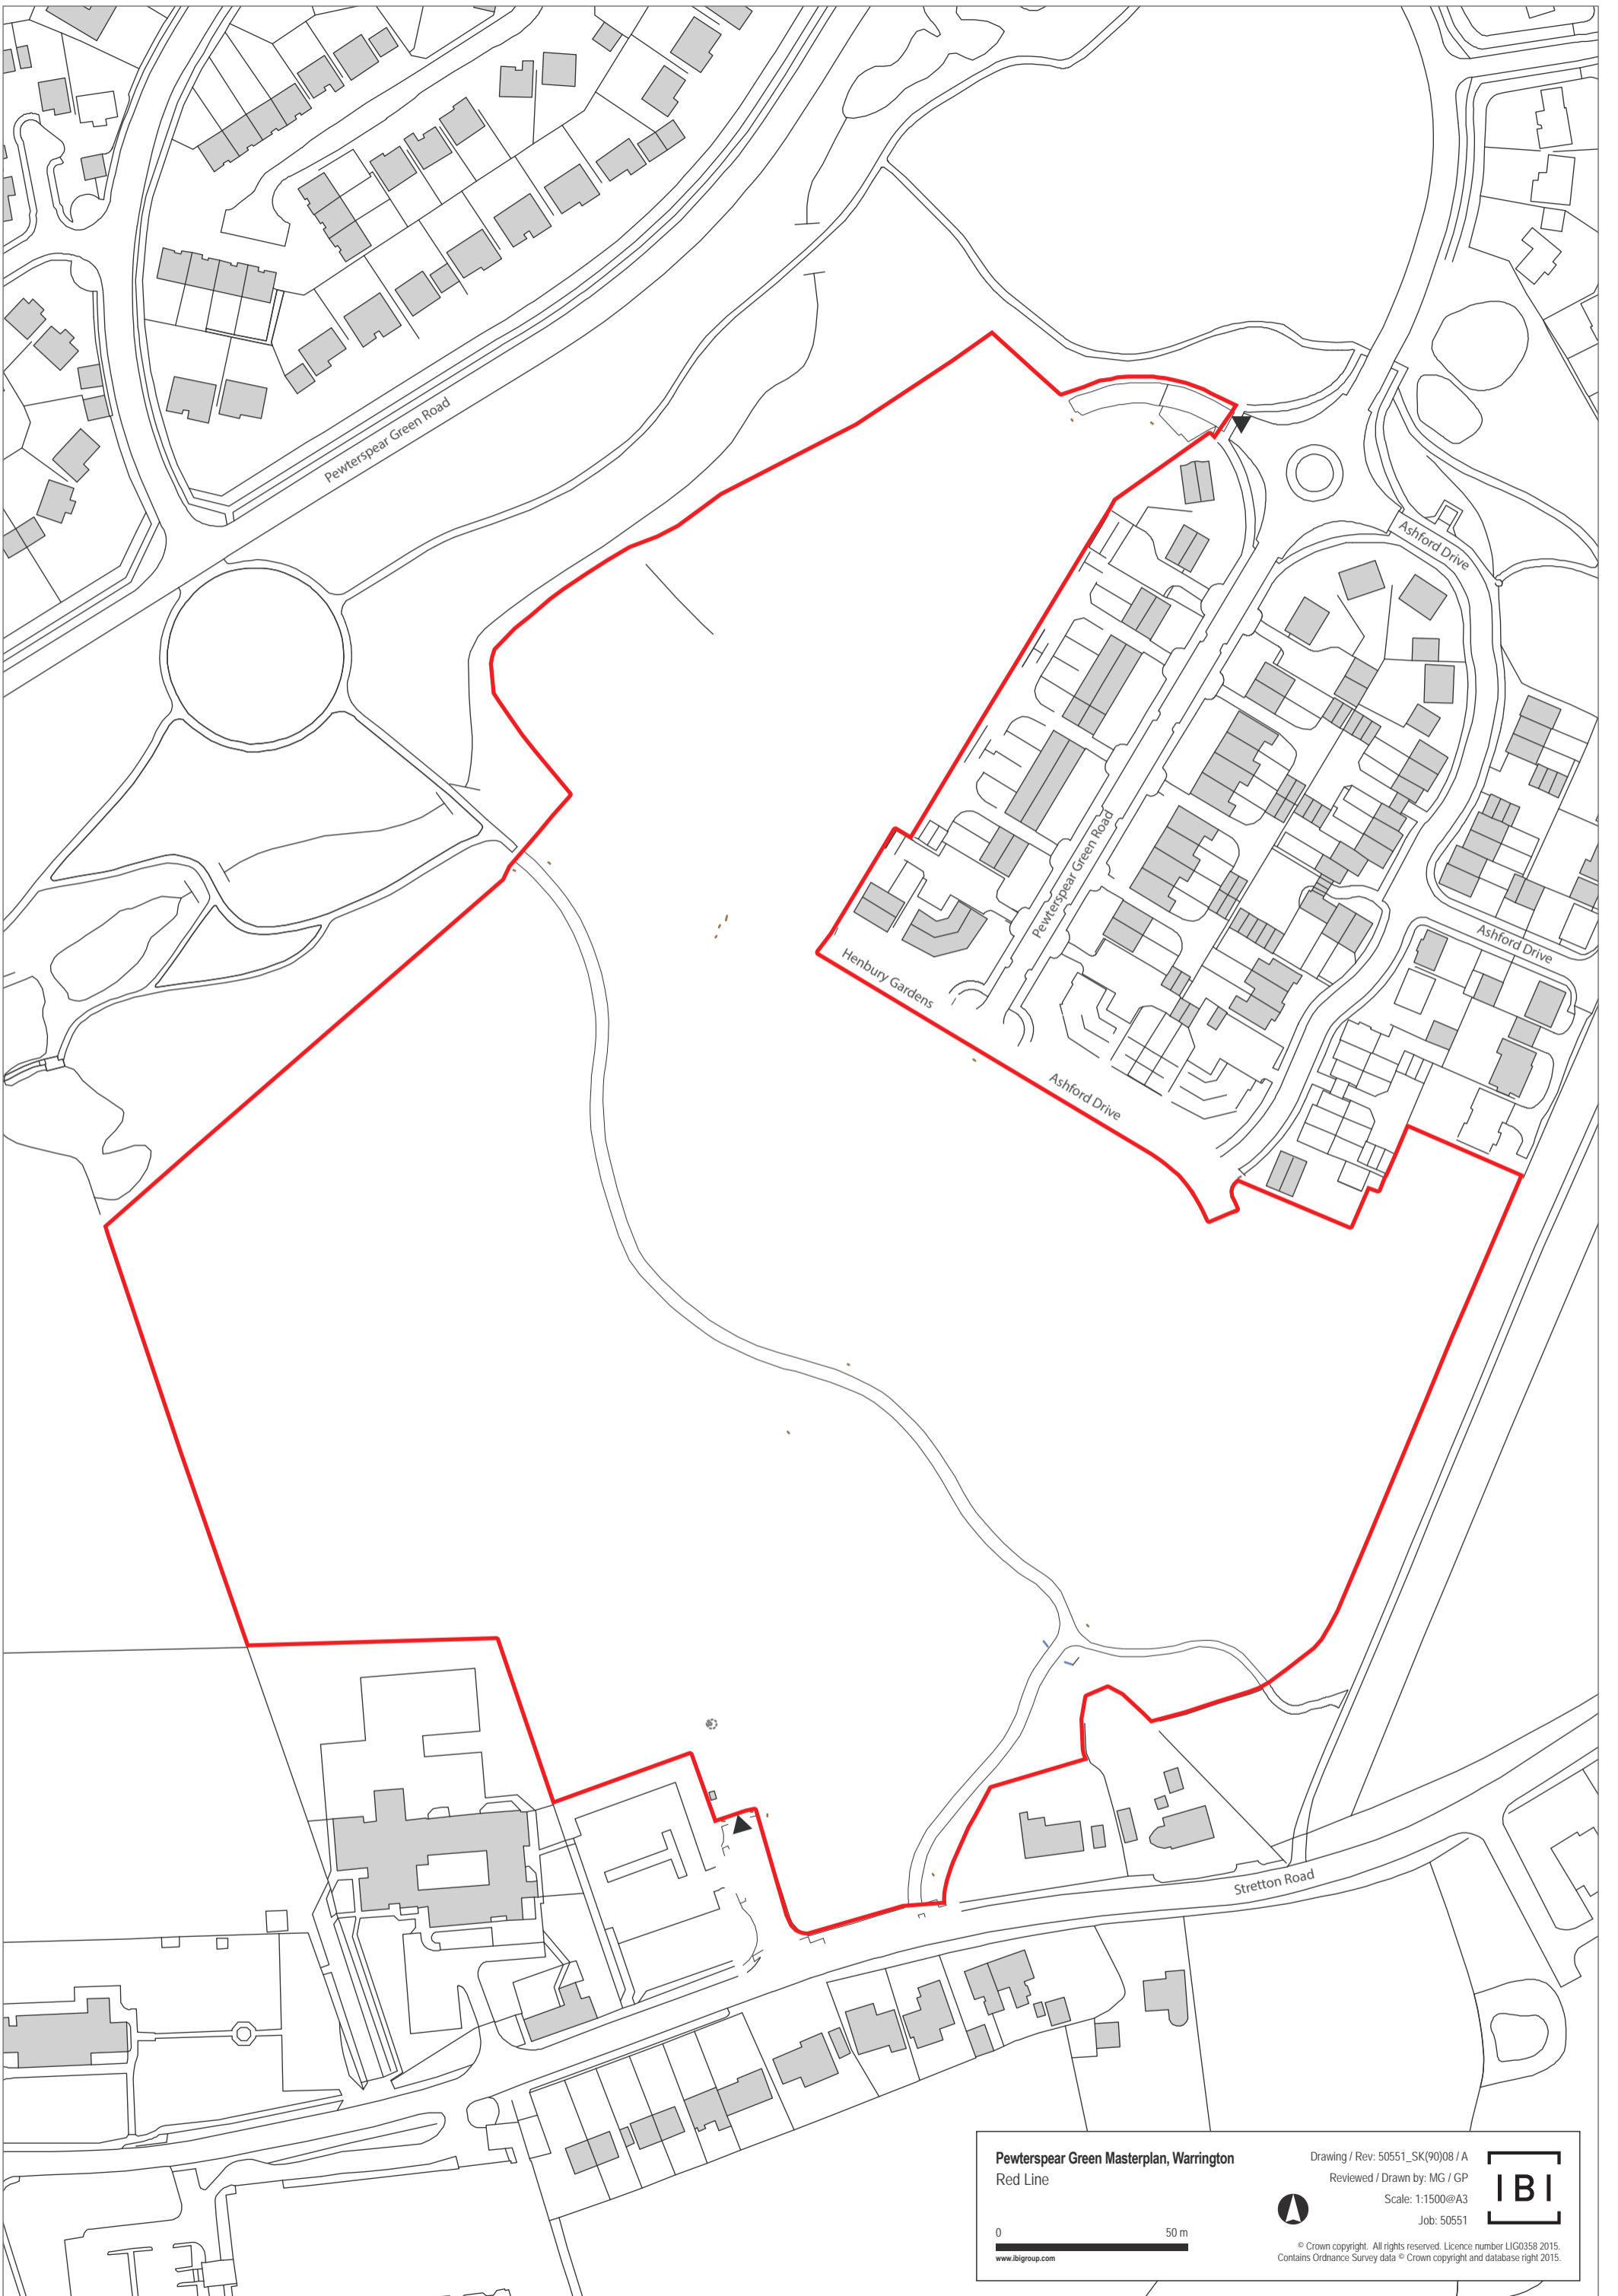 Pewterspear Green Road
Ashford Drive
Pewterspear Green Road
Ashford Drive
Henbury Gardens
Ashford Drive
Stretton Road
Pewterspear Green Masterplan, Warrington
Red Line
0 50 m
www.ibigroup.com
Drawing / Rev: 50551_SK(90)08 / A
Reviewed / Drawn by: MG / GP
Scale: 1:1500@A3
Job: 50551
IBI
© Crown copyright. All rights reserved. Licence number LIG0358 2015.
Contains Ordnance Survey data © Crown copyright and database right 2015.